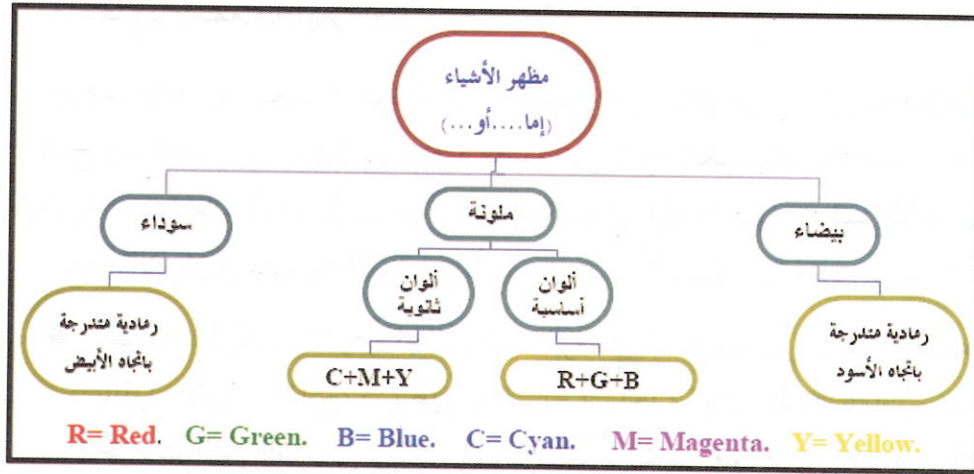 مظهر الأشياء
(إما....أو...)
بيضاء
ملونة
سوداء
ألوان
أساسية
ألوان
ثانوية
رمادية متدرجة
باتجاه الأسود
R+G+B
C+M+Y
رمادية متدرجة
باتجاه الأبيض
R= Red. G= Green. B= Blue. C= Cyan. M= Magenta. Y= Yellow.